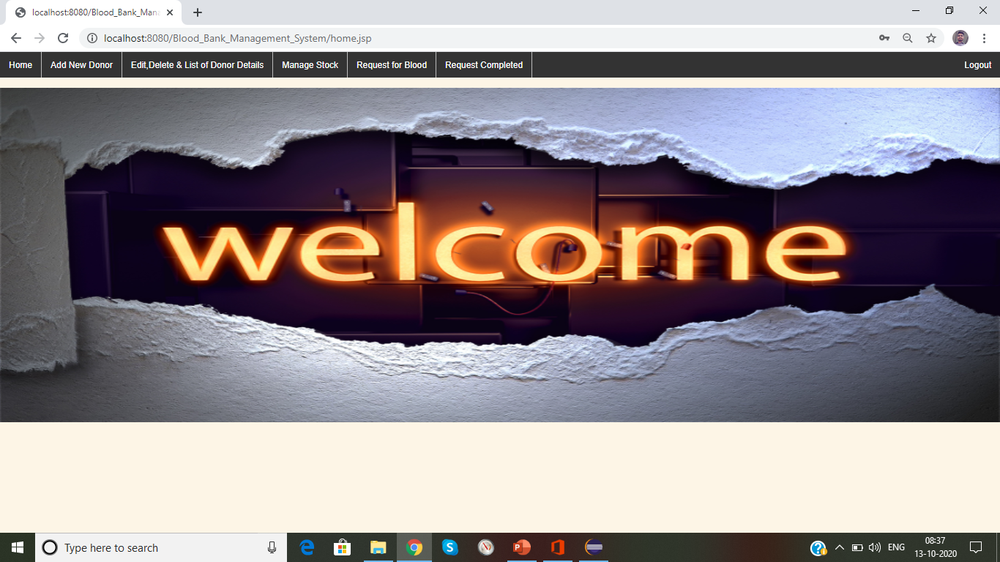 localhost:8080/Blood_Bank_Mana
localhost:8080/Blood_Bank_Management_System/home.jsp
Home Add New Donor Edit,Delete & List of Donor Details Manage Stock Request for Blood Request Completed Logout
welcome
Type here to search
ENG
08:37
13-10-2020